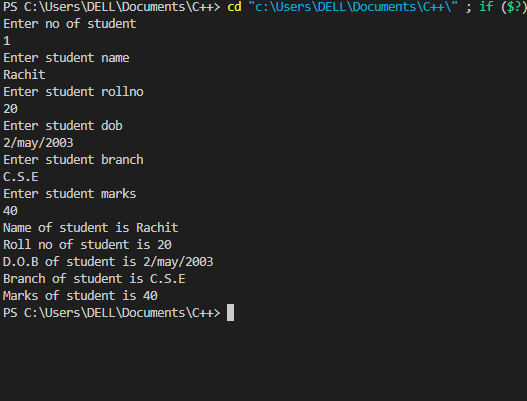 PS C:\Users\DELL\Documents\C++> cd "c:\Users\DELL\Documents\C++\" ; if ($?)
Enter no of student
1
Enter student name
Rachit
Enter student rollno
20
Enter student dob
2/may/2003
Enter student branch
C.S.E
Enter student marks
40
Name of student is Rachit
Roll no of student is 20
D.O.B of student is 2/may/2003
Branch of student is C.S.E
Marks of student is 40
PS C:\Users\DELL\Documents\C++>